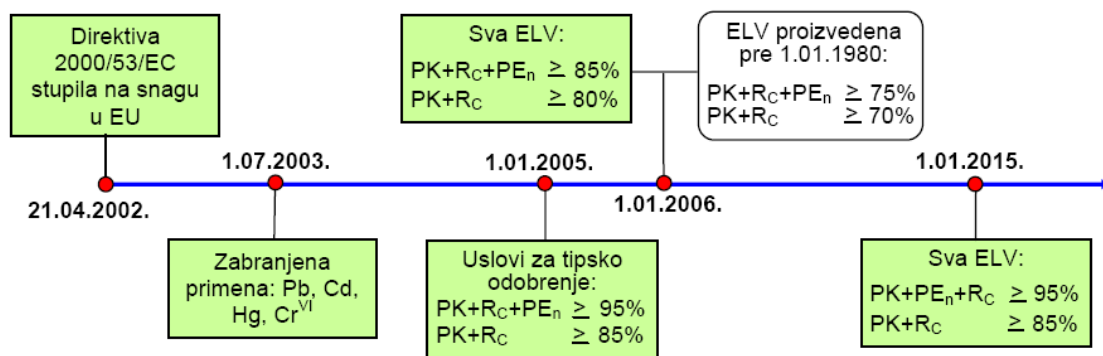 Direktiva
2000/53/EC
stupila na snagu
u EU
Sva ELV:
PK+R_C+PE_n ≥ 85%
PK+R_C ≥ 80%
ELV proizvedena
pre 1.01.1980:
PK+R_C+PE_n ≥ 75%
PK+R_C ≥ 70%
1.07.2003.
1.01.2005.
1.01.2015.
21.04.2002.
1.01.2006.
Zabranjena
primena: Pb, Cd,
Hg, Cr^VI
Uslovi za tipsko
odobrenje:
PK+R_C+PE_n ≥ 95%
PK+R_C ≥ 85%
Sva ELV:
PK+PE_n+R_C ≥ 95%
PK+R_C ≥ 85%